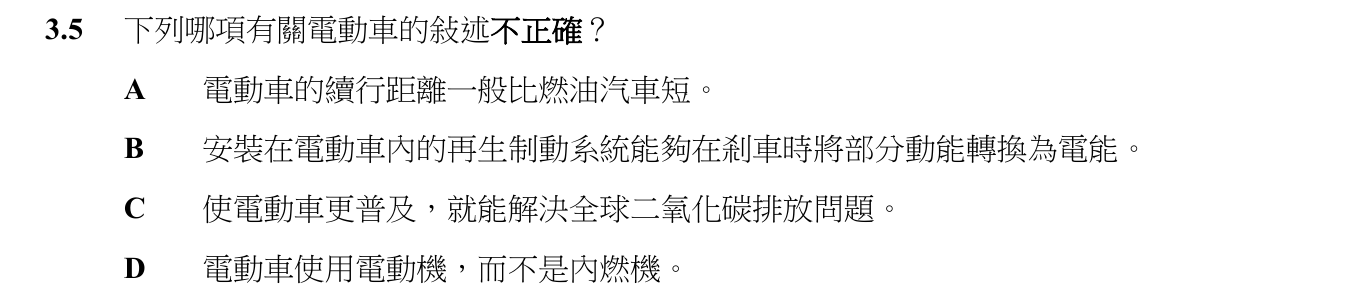 3.5 下列哪項有關電動車的敍述不正確？
A 電動車的續行距離一般比燃油汽車短。
B 安裝在電動車內的再生制動系統能夠在剎車時將部分動能轉換為電能。
C 使電動車更普及，就能解決全球二氧化碳排放問題。
D 電動車使用電動機，而不是內燃機。